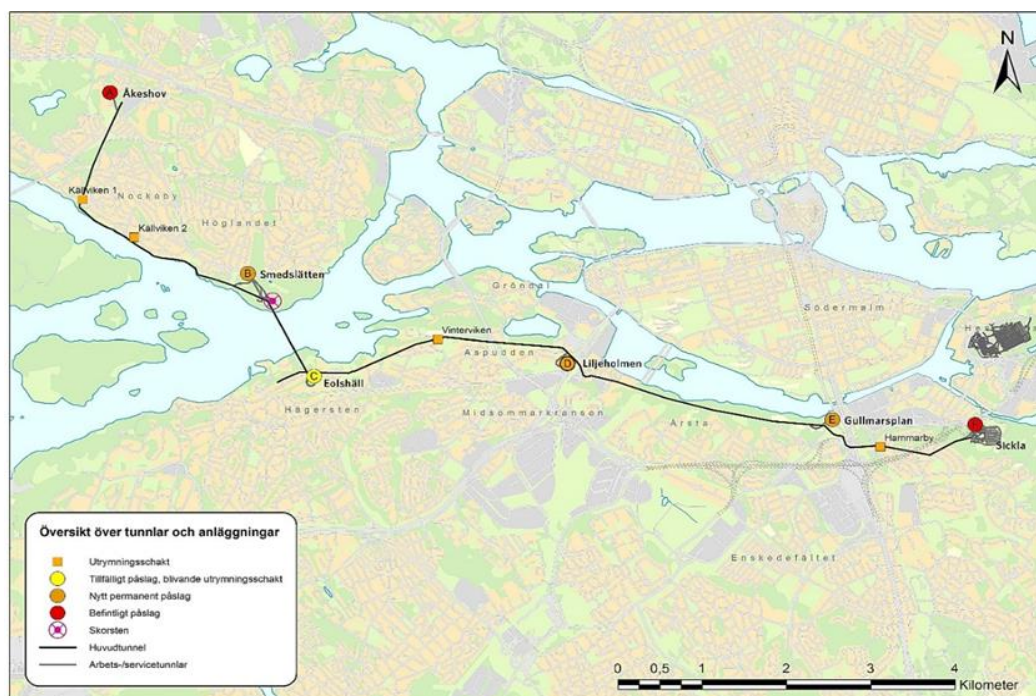 N
A
Åkeshov
Källviken 1
Nockeby
Källviken 2
Höglandet
B
Smedslätten
Gröndal
Södermalm
Vinterviken
Aspudden
D
Liljeholmen
C
Eolshäll
Hägersten
Midsommarkransen
Årsta
E
Gullmarsplan
Hammarby
Sickla
Enskedefältet
Översikt över tunnlar och anläggningar
Utrymningsschakt
Tillfälligt påslag, blivande utrymningsschakt
Nytt permanent påslag
Befintligt påslag
Skorsten
Huvudtunnel
Arbets-/servicetunnlar
0 0,5 1 2 3 4
Kilometer